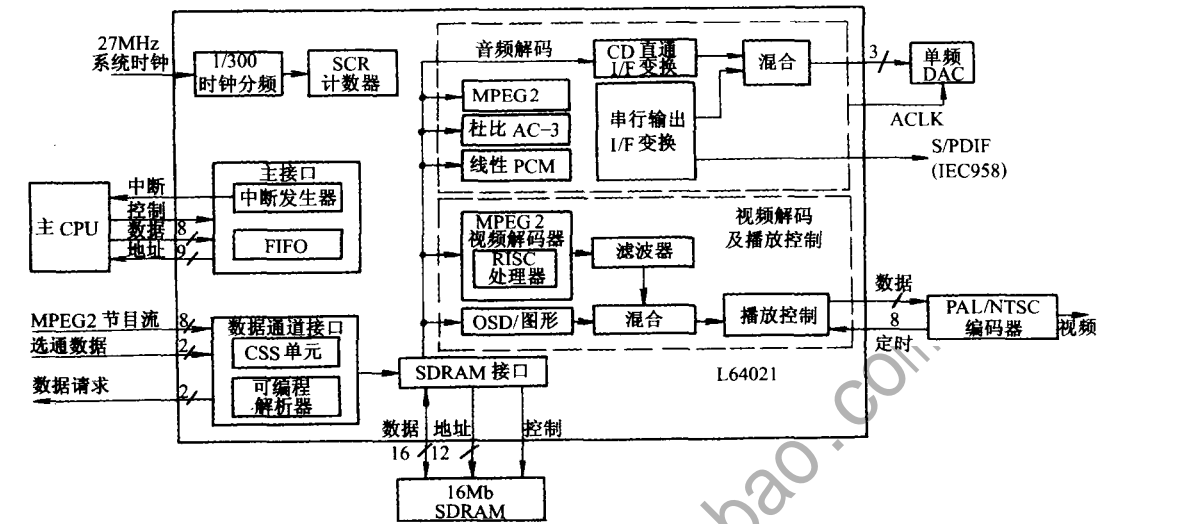 27MHz
系统时钟
1/300
时钟分频
SCR
计数器
音频解码
CD直通
I/F变换
混合
3
单频
DAC
MPEG2
杜比 AC-3
线性 PCM
串行输出
I/F变换
ACLK
S/PDIF
(IEC958)
主 CPU
中断
控制
数据 8
地址 9
主接口
中断发生器
FIFO
MPEG2
视频解码器
RISC
处理器
滤波器
视频解码
及播放控制
OSD/图形
混合
播放控制
数据
8
定时
PAL/NTSC
编码器
视频
MPEG2 节目流 8
选通数据 2
数据请求 2
数据通道接口
CSS 单元
可编程
解析器
SDRAM 接口
L64021
数据 地址 控制
16 12
16Mb
SDRAM
bao.com